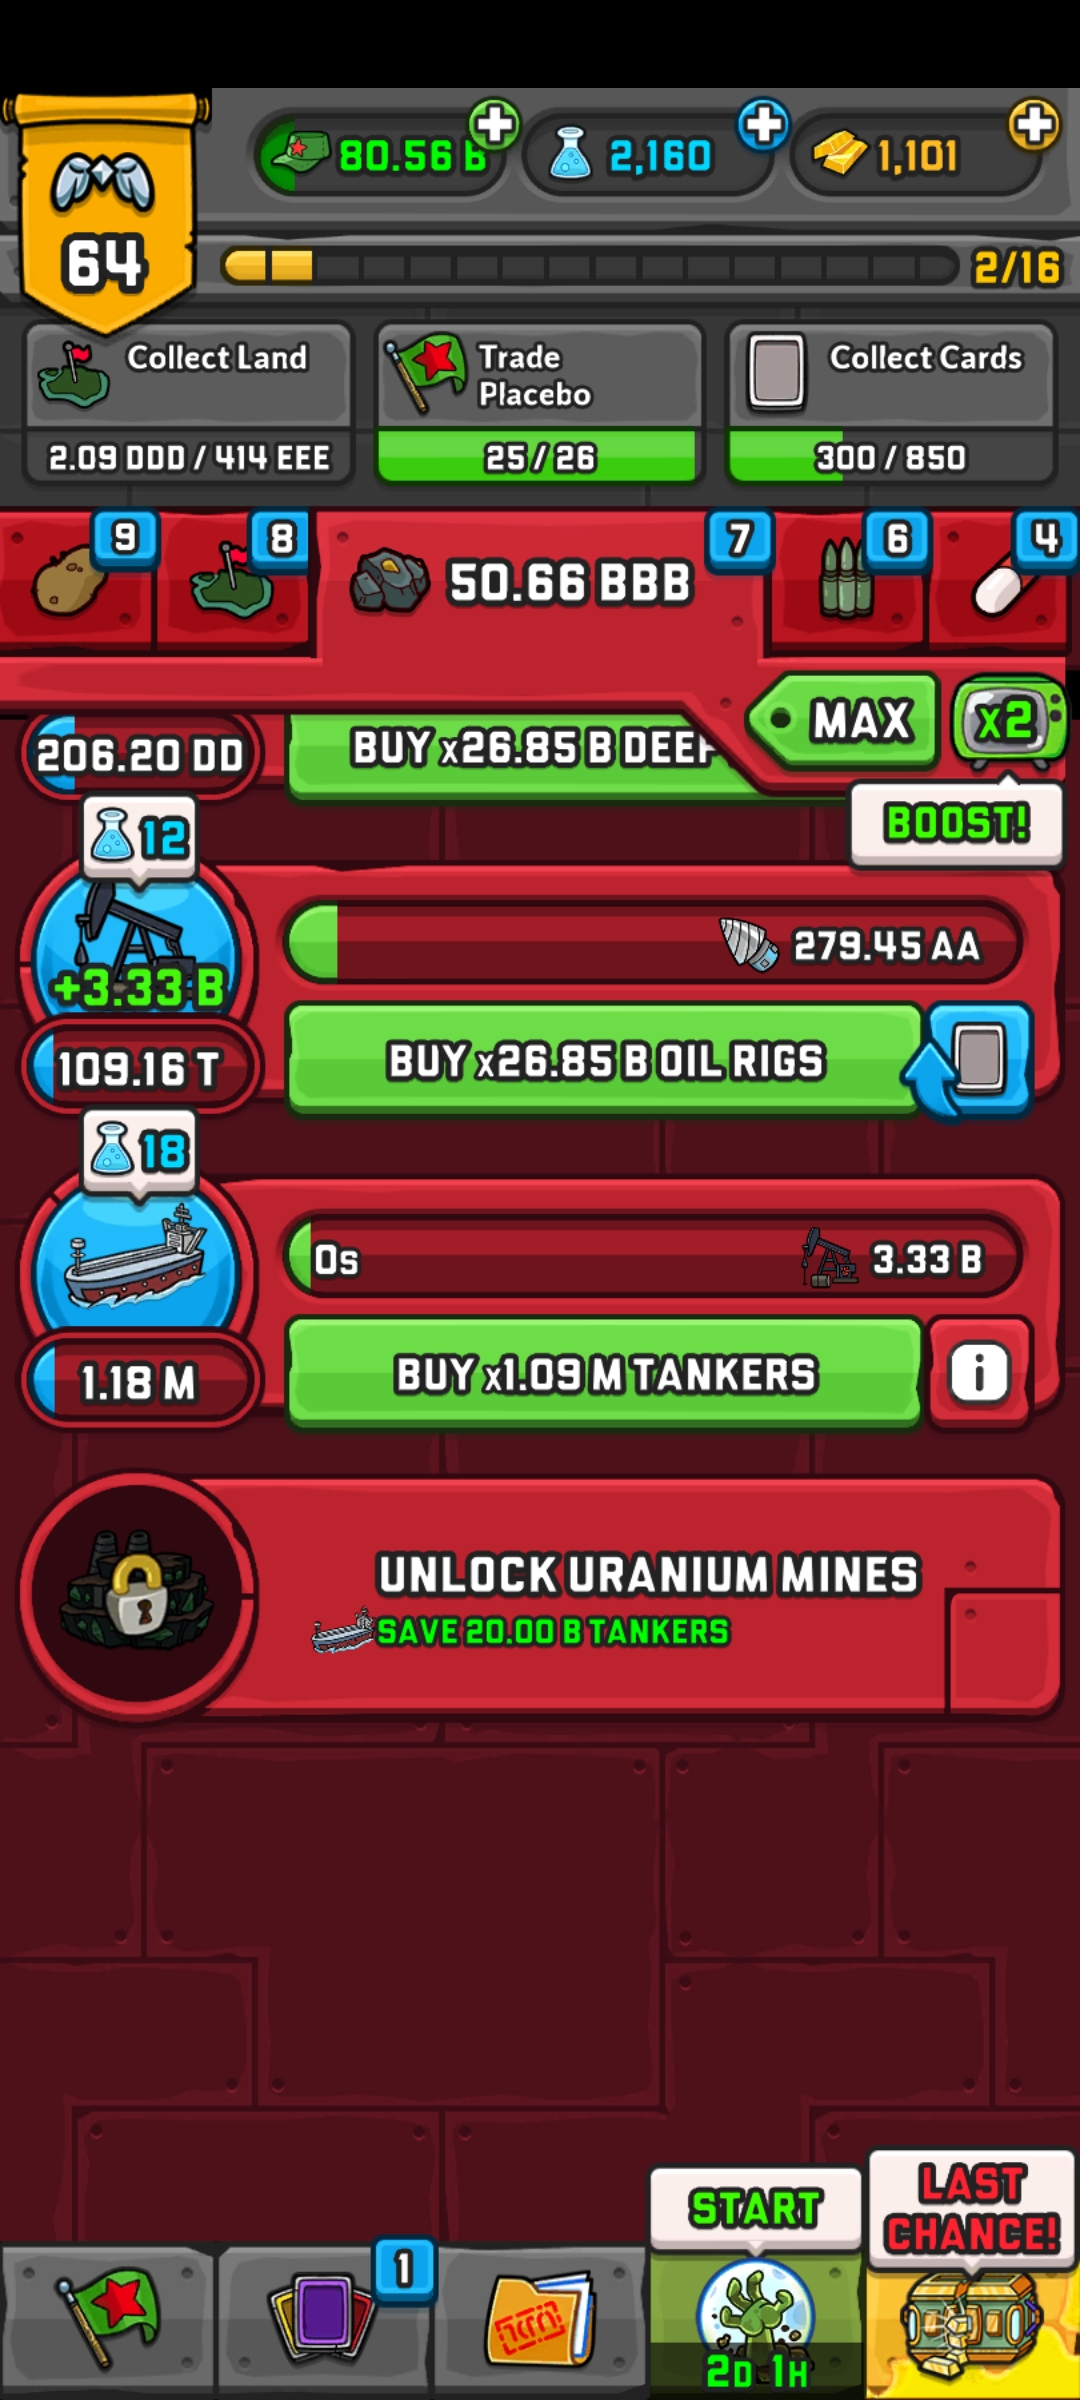 80.56 B
2,160
1,101
64
2/16
Collect Land
2.09 DDD / 414 EEE
Trade
Placebo
25 / 26
Collect Cards
300 / 850
9
8
50.66 BBB
7
6
4
MAX
x2
BOOST!
206.20 DD
BUY x26.85 B DEEP
12
+3.33 B
279.45 AA
109.16 T
BUY x26.85 B OIL RIGS
18
0s
3.33 B
1.18 M
BUY x1.09 M TANKERS
i
UNLOCK URANIUM MINES
SAVE 20.00 B TANKERS
1
START
2D 1H
LAST
CHANCE!